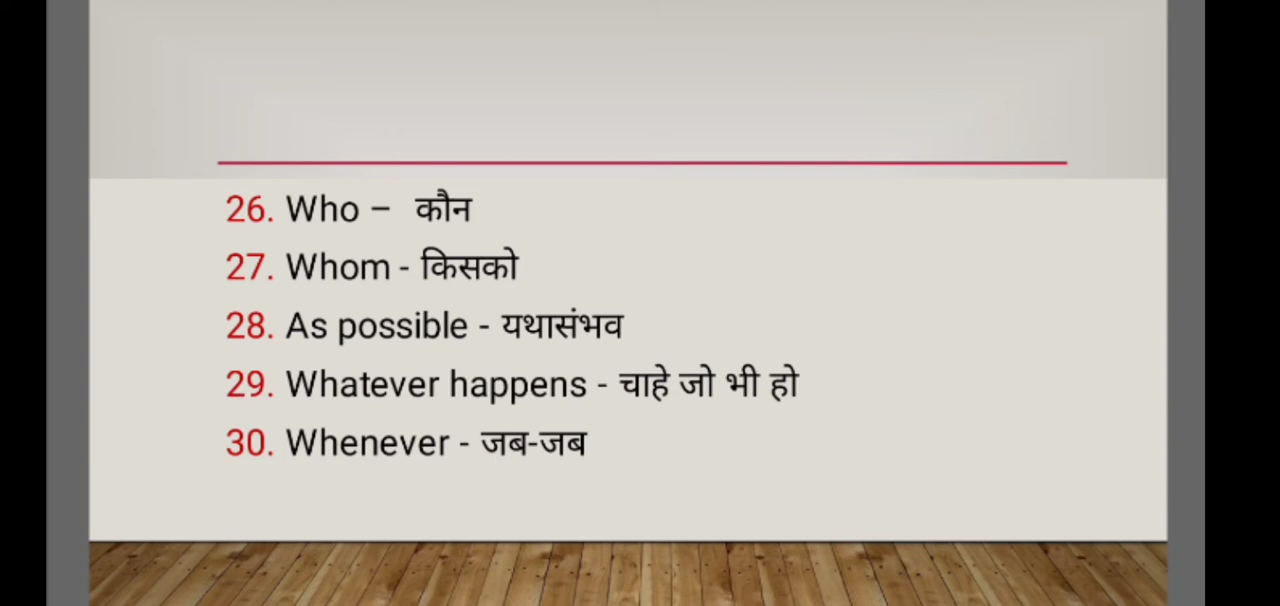 26. Who – कौन
27. Whom - किसको
28. As possible - यथासंभव
29. Whatever happens - चाहे जो भी हो
30. Whenever - जब-जब